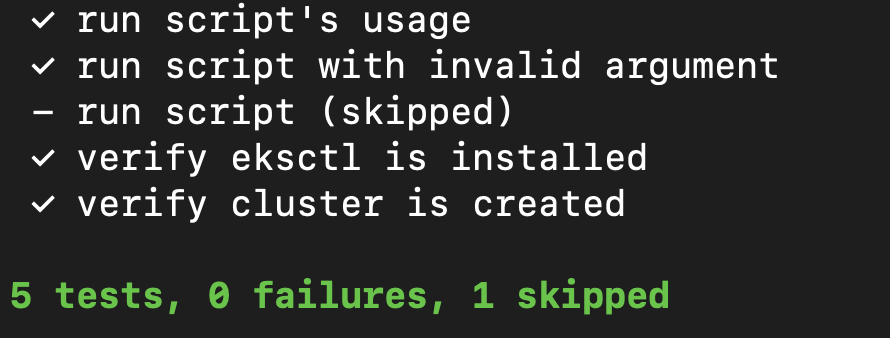 ✓ run script's usage
✓ run script with invalid argument
– run script (skipped)
✓ verify eksctl is installed
✓ verify cluster is created
5 tests, 0 failures, 1 skipped